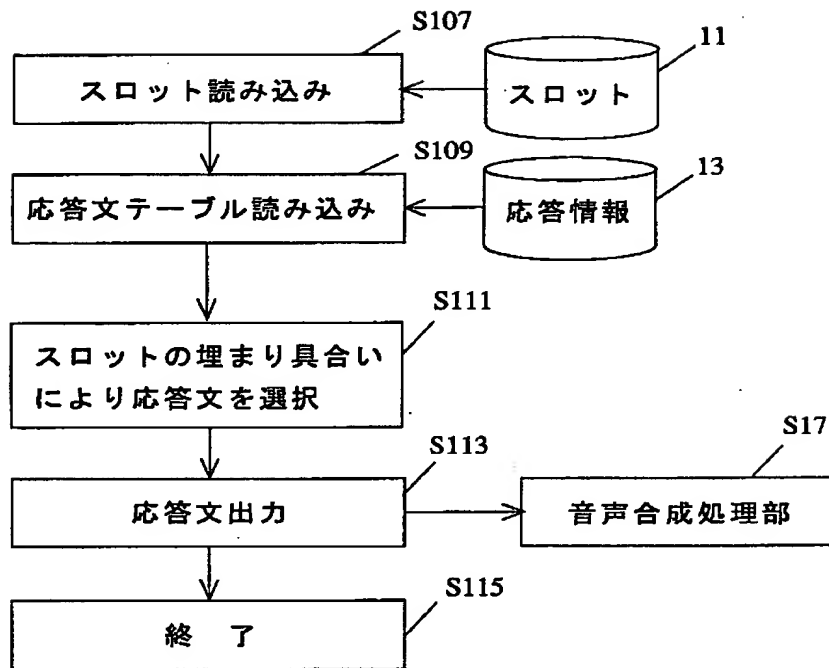 S107
11
スロット読み込み
スロット
S109
13
応答文テーブル読み込み
応答情報
S111
スロットの埋まり具合い
により応答文を選択
S113
S17
応答文出力
音声合成処理部
S115
終 了